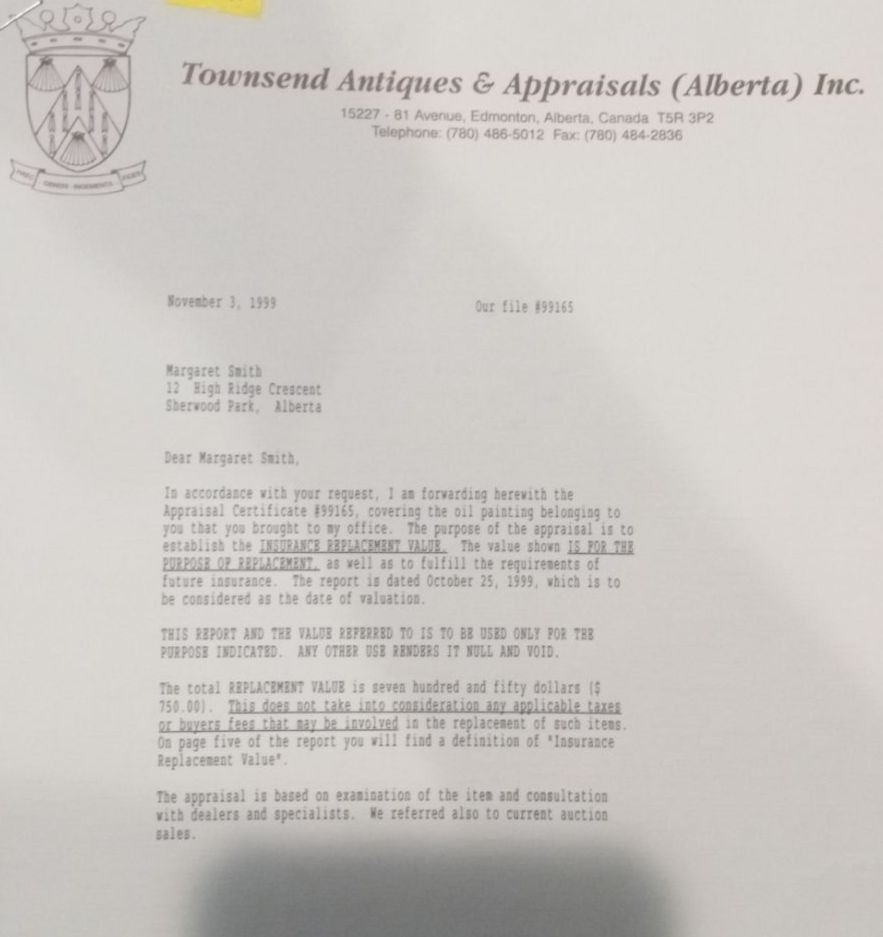 Townsend Antiques & Appraisals (Alberta) Inc.
15227 - 81 Avenue, Edmonton, Alberta, Canada T5R 3P2
Telephone: (780) 486-5012 Fax: (780) 484-2836
November 3, 1999 Our file #99165
Margaret Smith
12 High Ridge Crescent
Sherwood Park, Alberta
Dear Margaret Smith,
In accordance with your request, I am forwarding herewith the
Appraisal Certificate #99165, covering the oil painting belonging to
you that you brought to my office. The purpose of the appraisal is to
establish the INSURANCE REPLACEMENT VALUE. The value shown IS FOR THE
PURPOSE OF REPLACEMENT, as well as to fulfill the requirements of
future insurance. The report is dated October 25, 1999, which is to
be considered as the date of valuation.
THIS REPORT AND THE VALUE REFERRED TO IS TO BE USED ONLY FOR THE
PURPOSE INDICATED. ANY OTHER USE RENDERS IT NULL AND VOID.
The total REPLACEMENT VALUE is seven hundred and fifty dollars ($
750.00). This does not take into consideration any applicable taxes
or buyers fees that may be involved in the replacement of such items.
On page five of the report you will find a definition of "Insurance
Replacement Value".
The appraisal is based on examination of the item and consultation
with dealers and specialists. We referred also to current auction
sales.